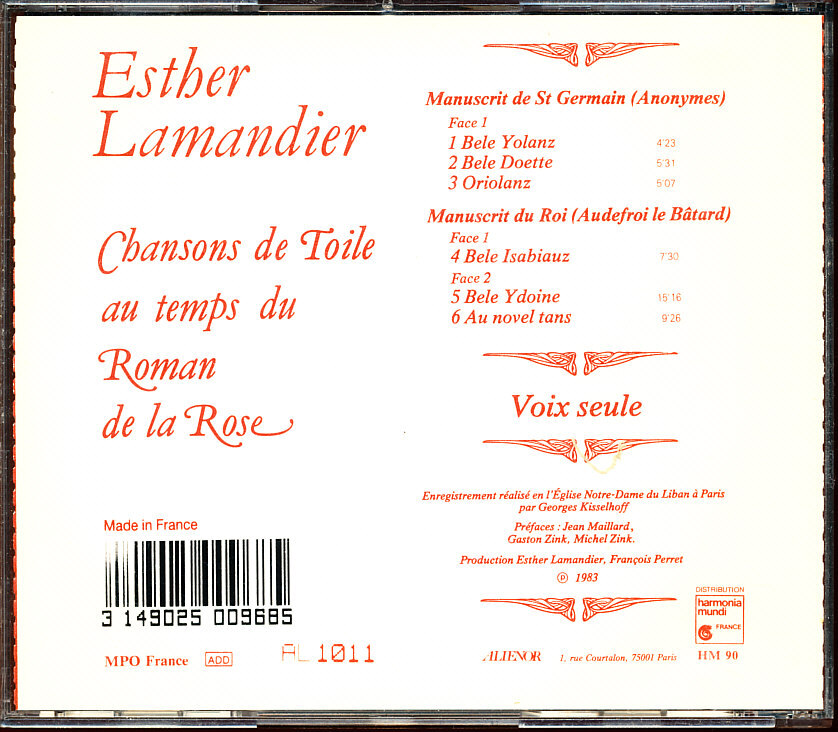 Esther
Lamandier
Chansons de Toile
au temps du
Roman
de la Rose
Made in France
3 149025 009685
MPO France ADD AL 1011
Manuscrit de St Germain (Anonymes)
Face 1
1 Bele Yolanz 4'23
2 Bele Doette 5'31
3 Oriolanz 5'07
Manuscrit du Roi (Audefroi le Bâtard)
Face 1
4 Bele Isabiauz 7'30
Face 2
5 Bele Ydoine 15'16
6 Au novel tans 9'26
Voix seule
Enregistrement réalisé en l'Église Notre-Dame du Liban à Paris
par Georges Kisselhoff
Préfaces : Jean Maillard,
Gaston Zink, Michel Zink.
Production Esther Lamandier, François Perret
℗ 1983
ALIENOR 1, rue Courtalon, 75001 Paris
DISTRIBUTION
harmonia
mundi
FRANCE
HM 90